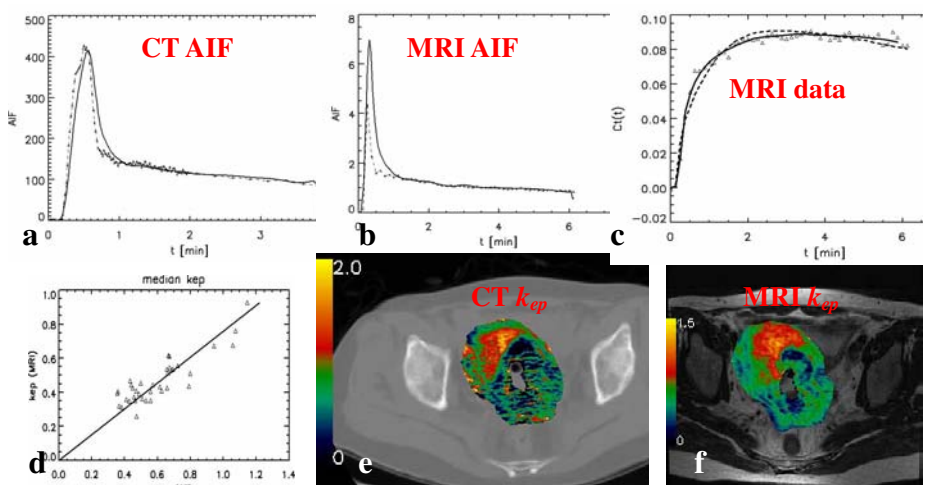 CT AIF
AIF
500
400
300
200
100
0
0 1 2 3
t [min]
a
MRI AIF
AIF
8
6
4
2
0
0 2 4 6
t [min]
b
MRI data
Ct(t)
0.10
0.08
0.06
0.04
0.02
0.00
−0.02
0 2 4 6
t [min]
c
median kep
kep (MRI)
1.0
0.8
0.6
0.4
0.2
0.0
0.0 0.2 0.4 0.6 0.8 1.0 1.2 1.4
d
2.0
CT kep
0
e
MRI kep
1.5
0
f